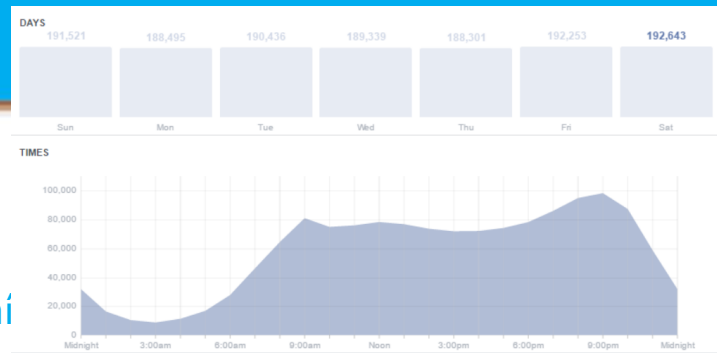 DAYS
191,521 188,495 190,436 189,339 188,301 192,253 192,643
Sun Mon Tue Wed Thu Fri Sat
TIMES
100,000
80,000
60,000
40,000
20,000
0
Midnight 3:00am 6:00am 9:00am Noon 3:00pm 6:00pm 9:00pm Midnight